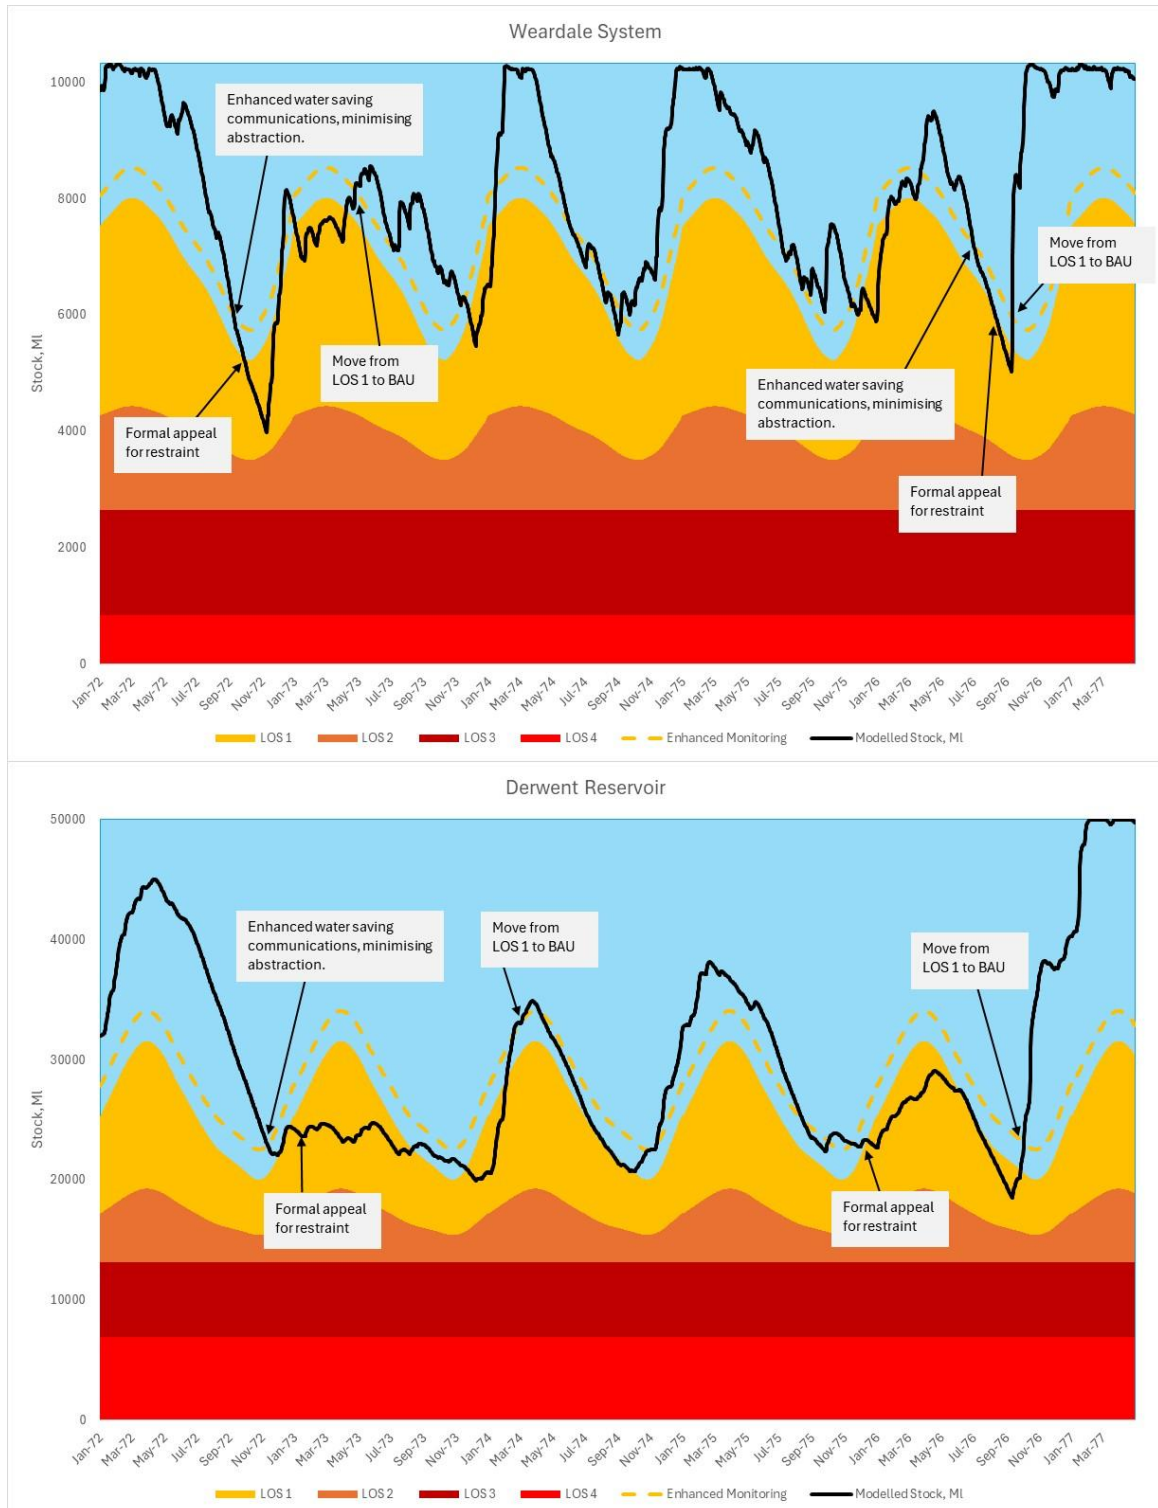 Weardale System
10000
8000
6000
4000
2000
0
Stock, Ml
Enhanced water saving
communications, minimising
abstraction.
Formal appeal
for restraint
Move from
LOS 1 to BAU
Enhanced water saving
communications, minimising
abstraction.
Formal appeal
for restraint
Move from
LOS 1 to BAU
Jan-72
Mar-72
May-72
Jul-72
Sep-72
Nov-72
Jan-73
Mar-73
May-73
Jul-73
Sep-73
Nov-73
Jan-74
Mar-74
May-74
Jul-74
Sep-74
Nov-74
Jan-75
Mar-75
May-75
Jul-75
Sep-75
Nov-75
Jan-76
Mar-76
May-76
Jul-76
Sep-76
Nov-76
Jan-77
Mar-77
LOS 1 LOS 2 LOS 3 LOS 4 Enhanced Monitoring Modelled Stock, Ml
Derwent Reservoir
50000
40000
30000
20000
10000
0
Stock, Ml
Enhanced water saving
communications, minimising
abstraction.
Formal appeal
for restraint
Move from
LOS 1 to BAU
Formal appeal
for restraint
Move from
LOS 1 to BAU
Jan-72
Mar-72
May-72
Jul-72
Sep-72
Nov-72
Jan-73
Mar-73
May-73
Jul-73
Sep-73
Nov-73
Jan-74
Mar-74
May-74
Jul-74
Sep-74
Nov-74
Jan-75
Mar-75
May-75
Jul-75
Sep-75
Nov-75
Jan-76
Mar-76
May-76
Jul-76
Sep-76
Nov-76
Jan-77
Mar-77
LOS 1 LOS 2 LOS 3 LOS 4 Enhanced Monitoring Modelled Stock, Ml